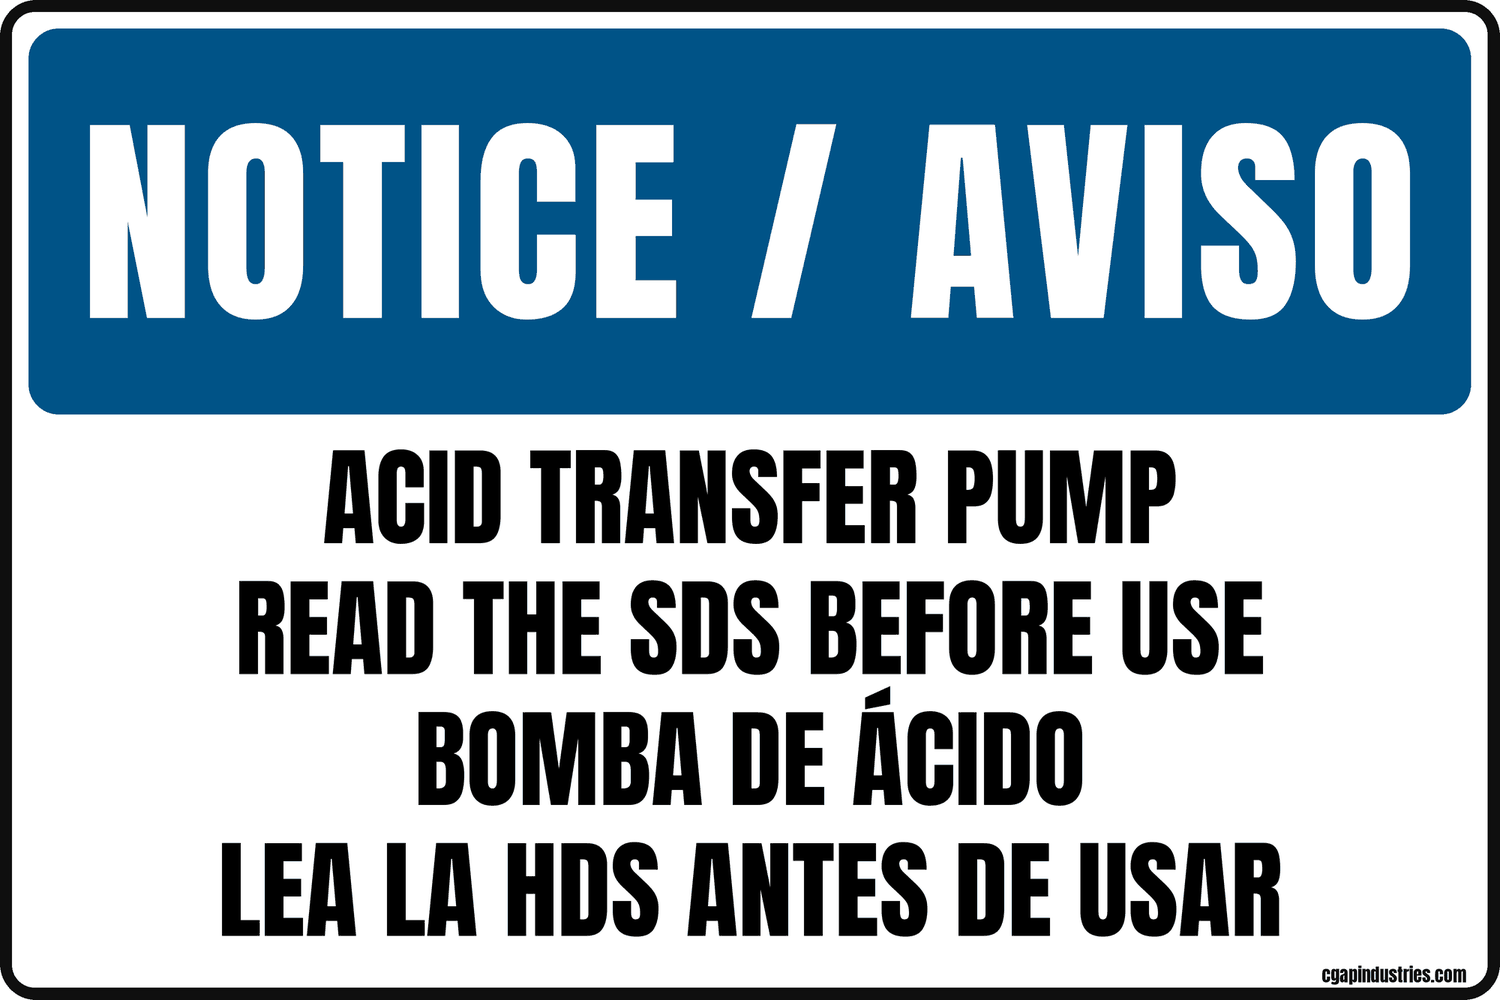 NOTICE / AVISO
ACID TRANSFER PUMP
READ THE SDS BEFORE USE
BOMBA DE ÁCIDO
LEA LA HDS ANTES DE USAR
cgapindustries.com